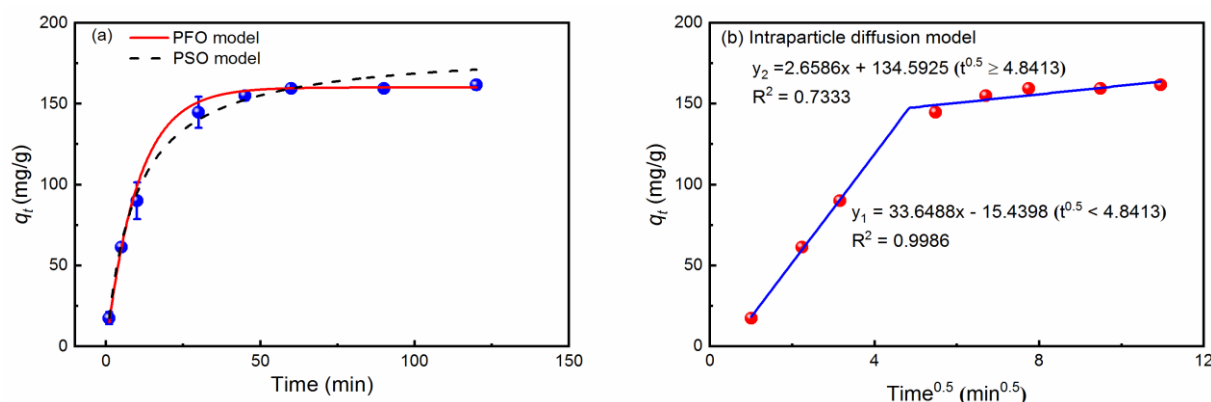 (a)
PFO model
PSO model
200
150
100
50
0
qt (mg/g)
0
50
100
150
Time (min)
(b) Intraparticle diffusion model
y₂ =2.6586x + 134.5925 (t⁰·⁵ ≥ 4.8413)
R² = 0.7333
y₁ = 33.6488x - 15.4398 (t⁰·⁵ < 4.8413)
R² = 0.9986
200
150
100
50
0
qt (mg/g)
0
4
8
12
Time⁰·⁵ (min⁰·⁵)